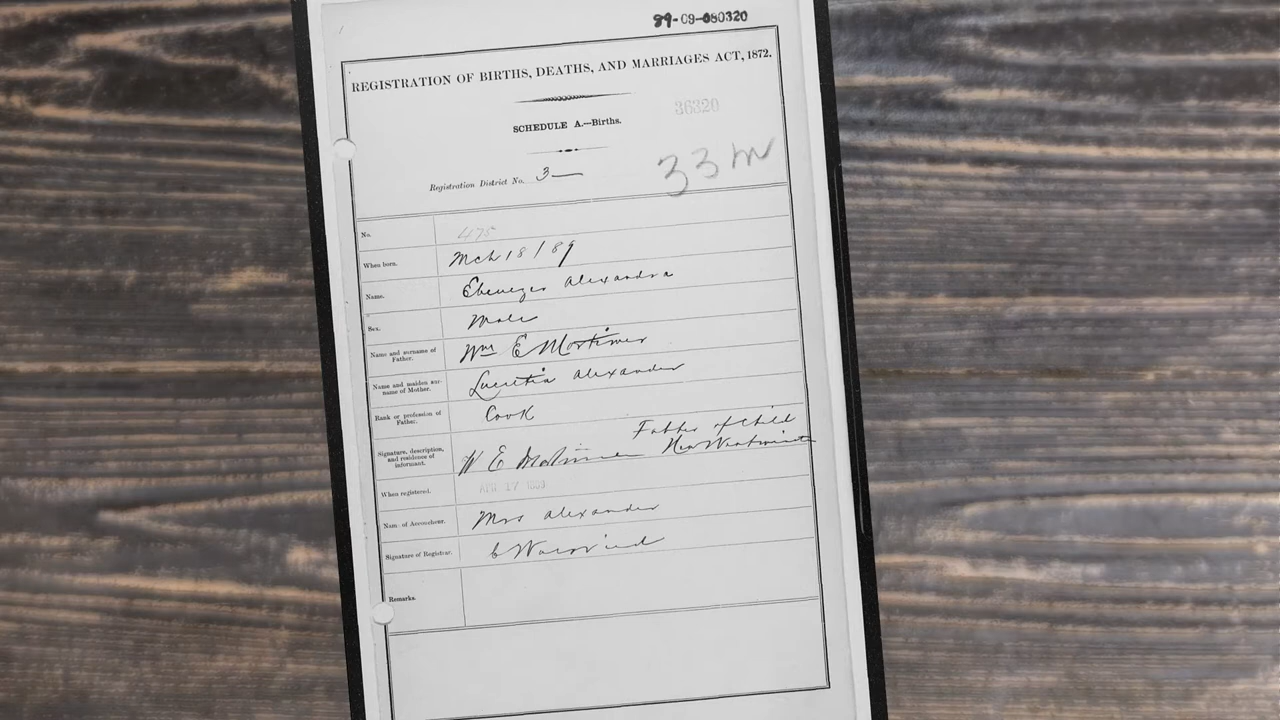 89-09-080320
REGISTRATION OF BIRTHS, DEATHS, AND MARRIAGES ACT, 1872.
36320
SCHEDULE A.—Births.
33 m
Registration District No. 3
No. 475
When born. Mch 18/89
Name. Ebenezer Alexandra
Sex. Male
Name and surname of Father. Wm E Mortimer
Name and maiden surname of Mother. Lucretia Alexander
Rank or profession of Father. Cook
Signature, description, and residence of informant. W E Mortimer Father of Child New Westminster
When registered. APR 17 1889
Nam. of Accoucheur. Mrs Alexander
Signature of Registrar.
Remarks.